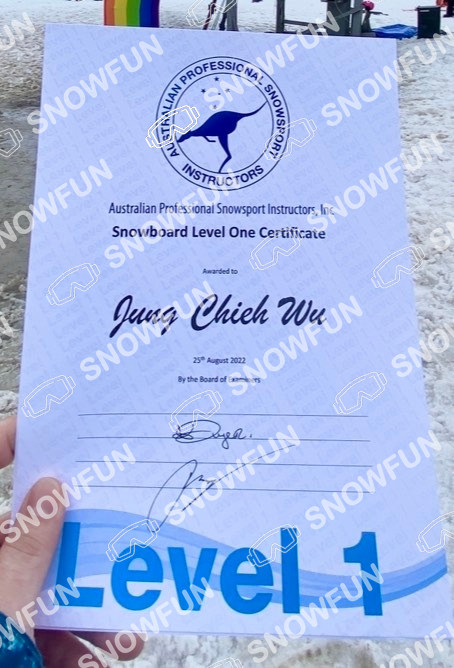 AUSTRALIAN PROFESSIONAL SNOWSPORT
INSTRUCTORS
Australian Professional Snowsport Instructors, Inc
Snowboard Level One Certificate
Awarded to
Jung Chieh Wu
25th August 2022
By the Board of Examiners
Level 1
SNOWFUN